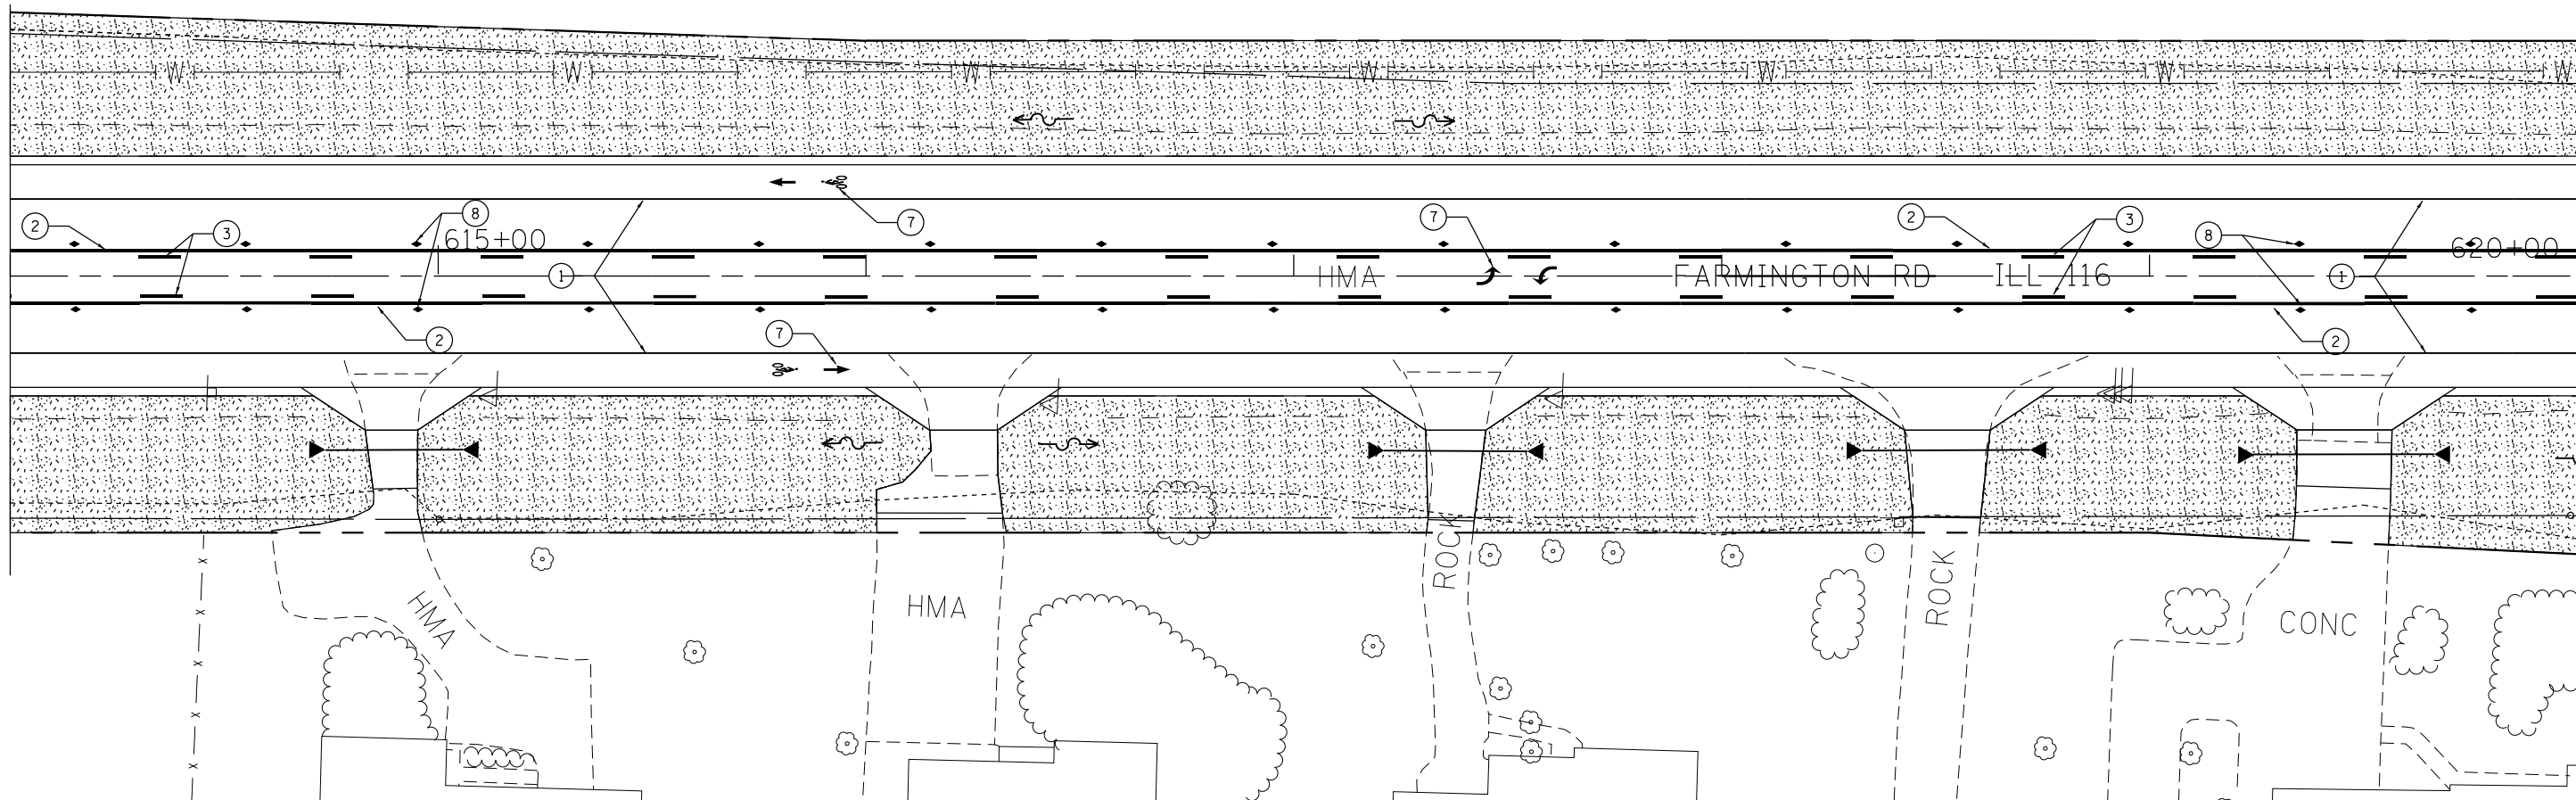 W W W W W W W
7
2 3 8 615+00 7 2 3 8 620+00
1 HMA FARMINGTON RD ILL 116 1
2 7 2
HMA HMA ROC ROCK CONC
x
x
x
x
x